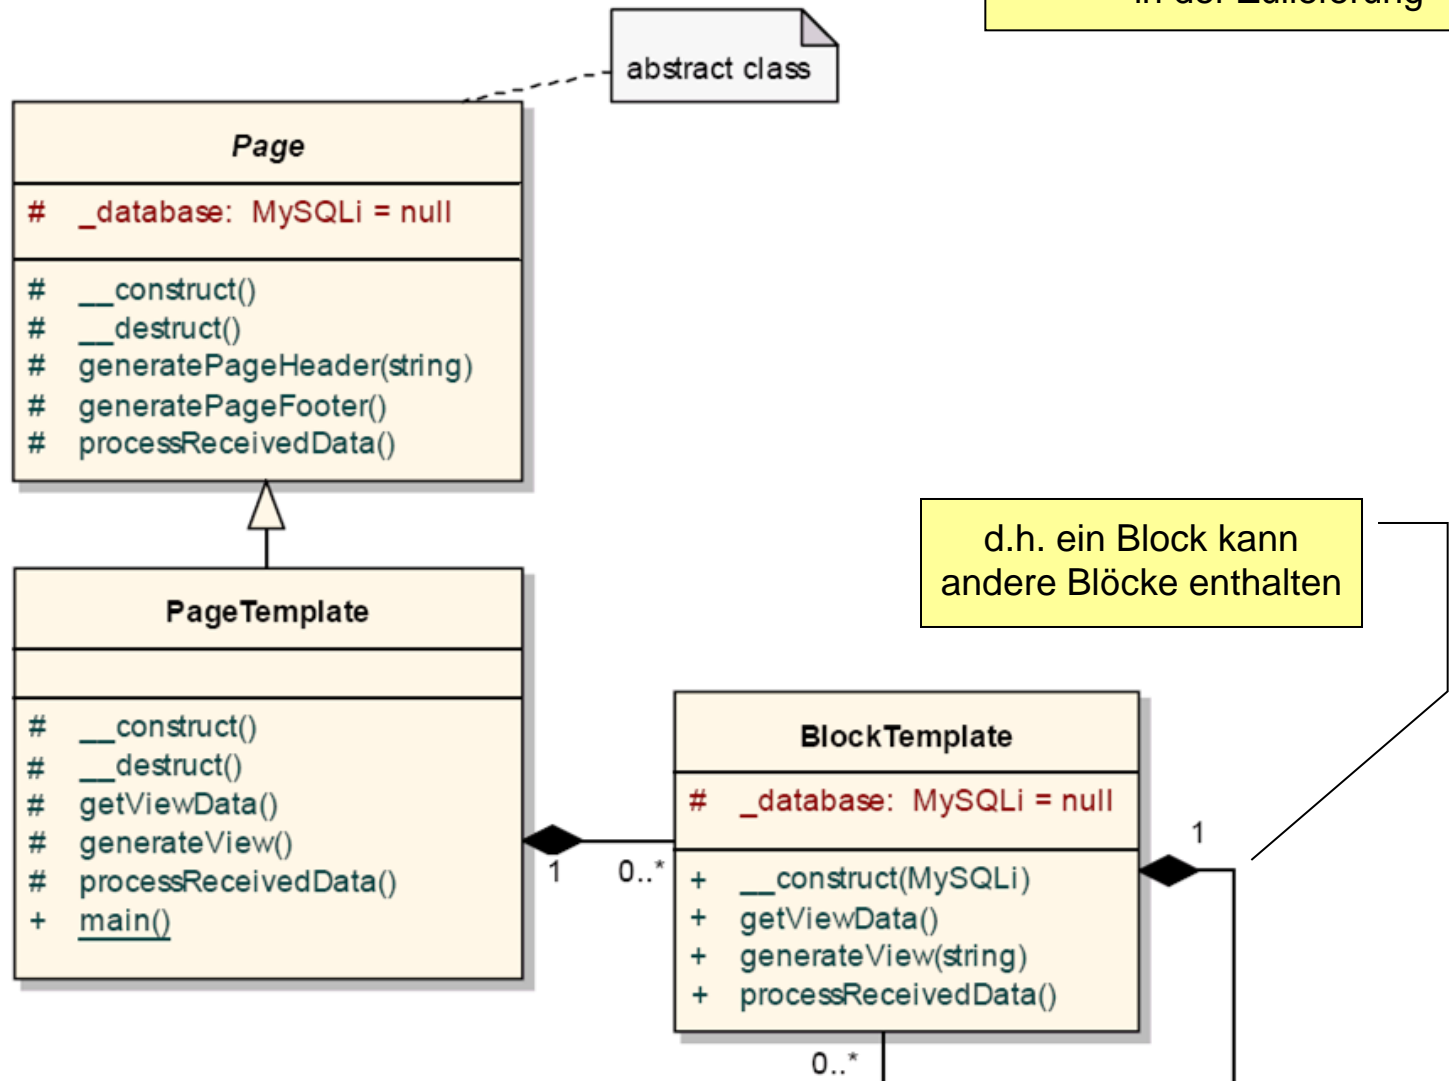 abstract class
Page
# _database: MySQLi = null
# __construct()
# __destruct()
# generatePageHeader(string)
# generatePageFooter()
# processReceivedData()
d.h. ein Block kann
andere Blöcke enthalten
PageTemplate
# __construct()
# __destruct()
# getViewData()
# generateView()
# processReceivedData()
+ main()
1
0..*
BlockTemplate
# _database: MySQLi = null
+ __construct(MySQLi)
+ getViewData()
+ generateView(string)
+ processReceivedData()
1
0..*